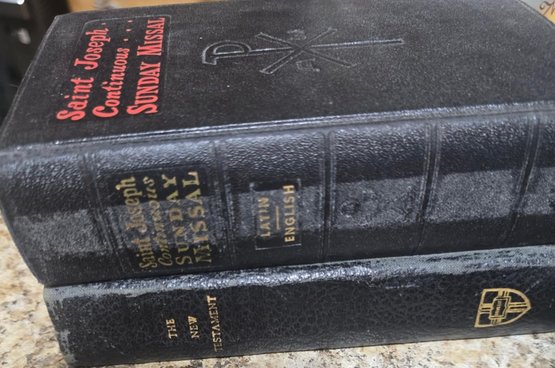 Saint Joseph
Continuous....
SUNDAY MISSAL
Saint Joseph
Continuous
SUNDAY
MISSAL
LATIN
ENGLISH
THE
NEW
TESTAMENT